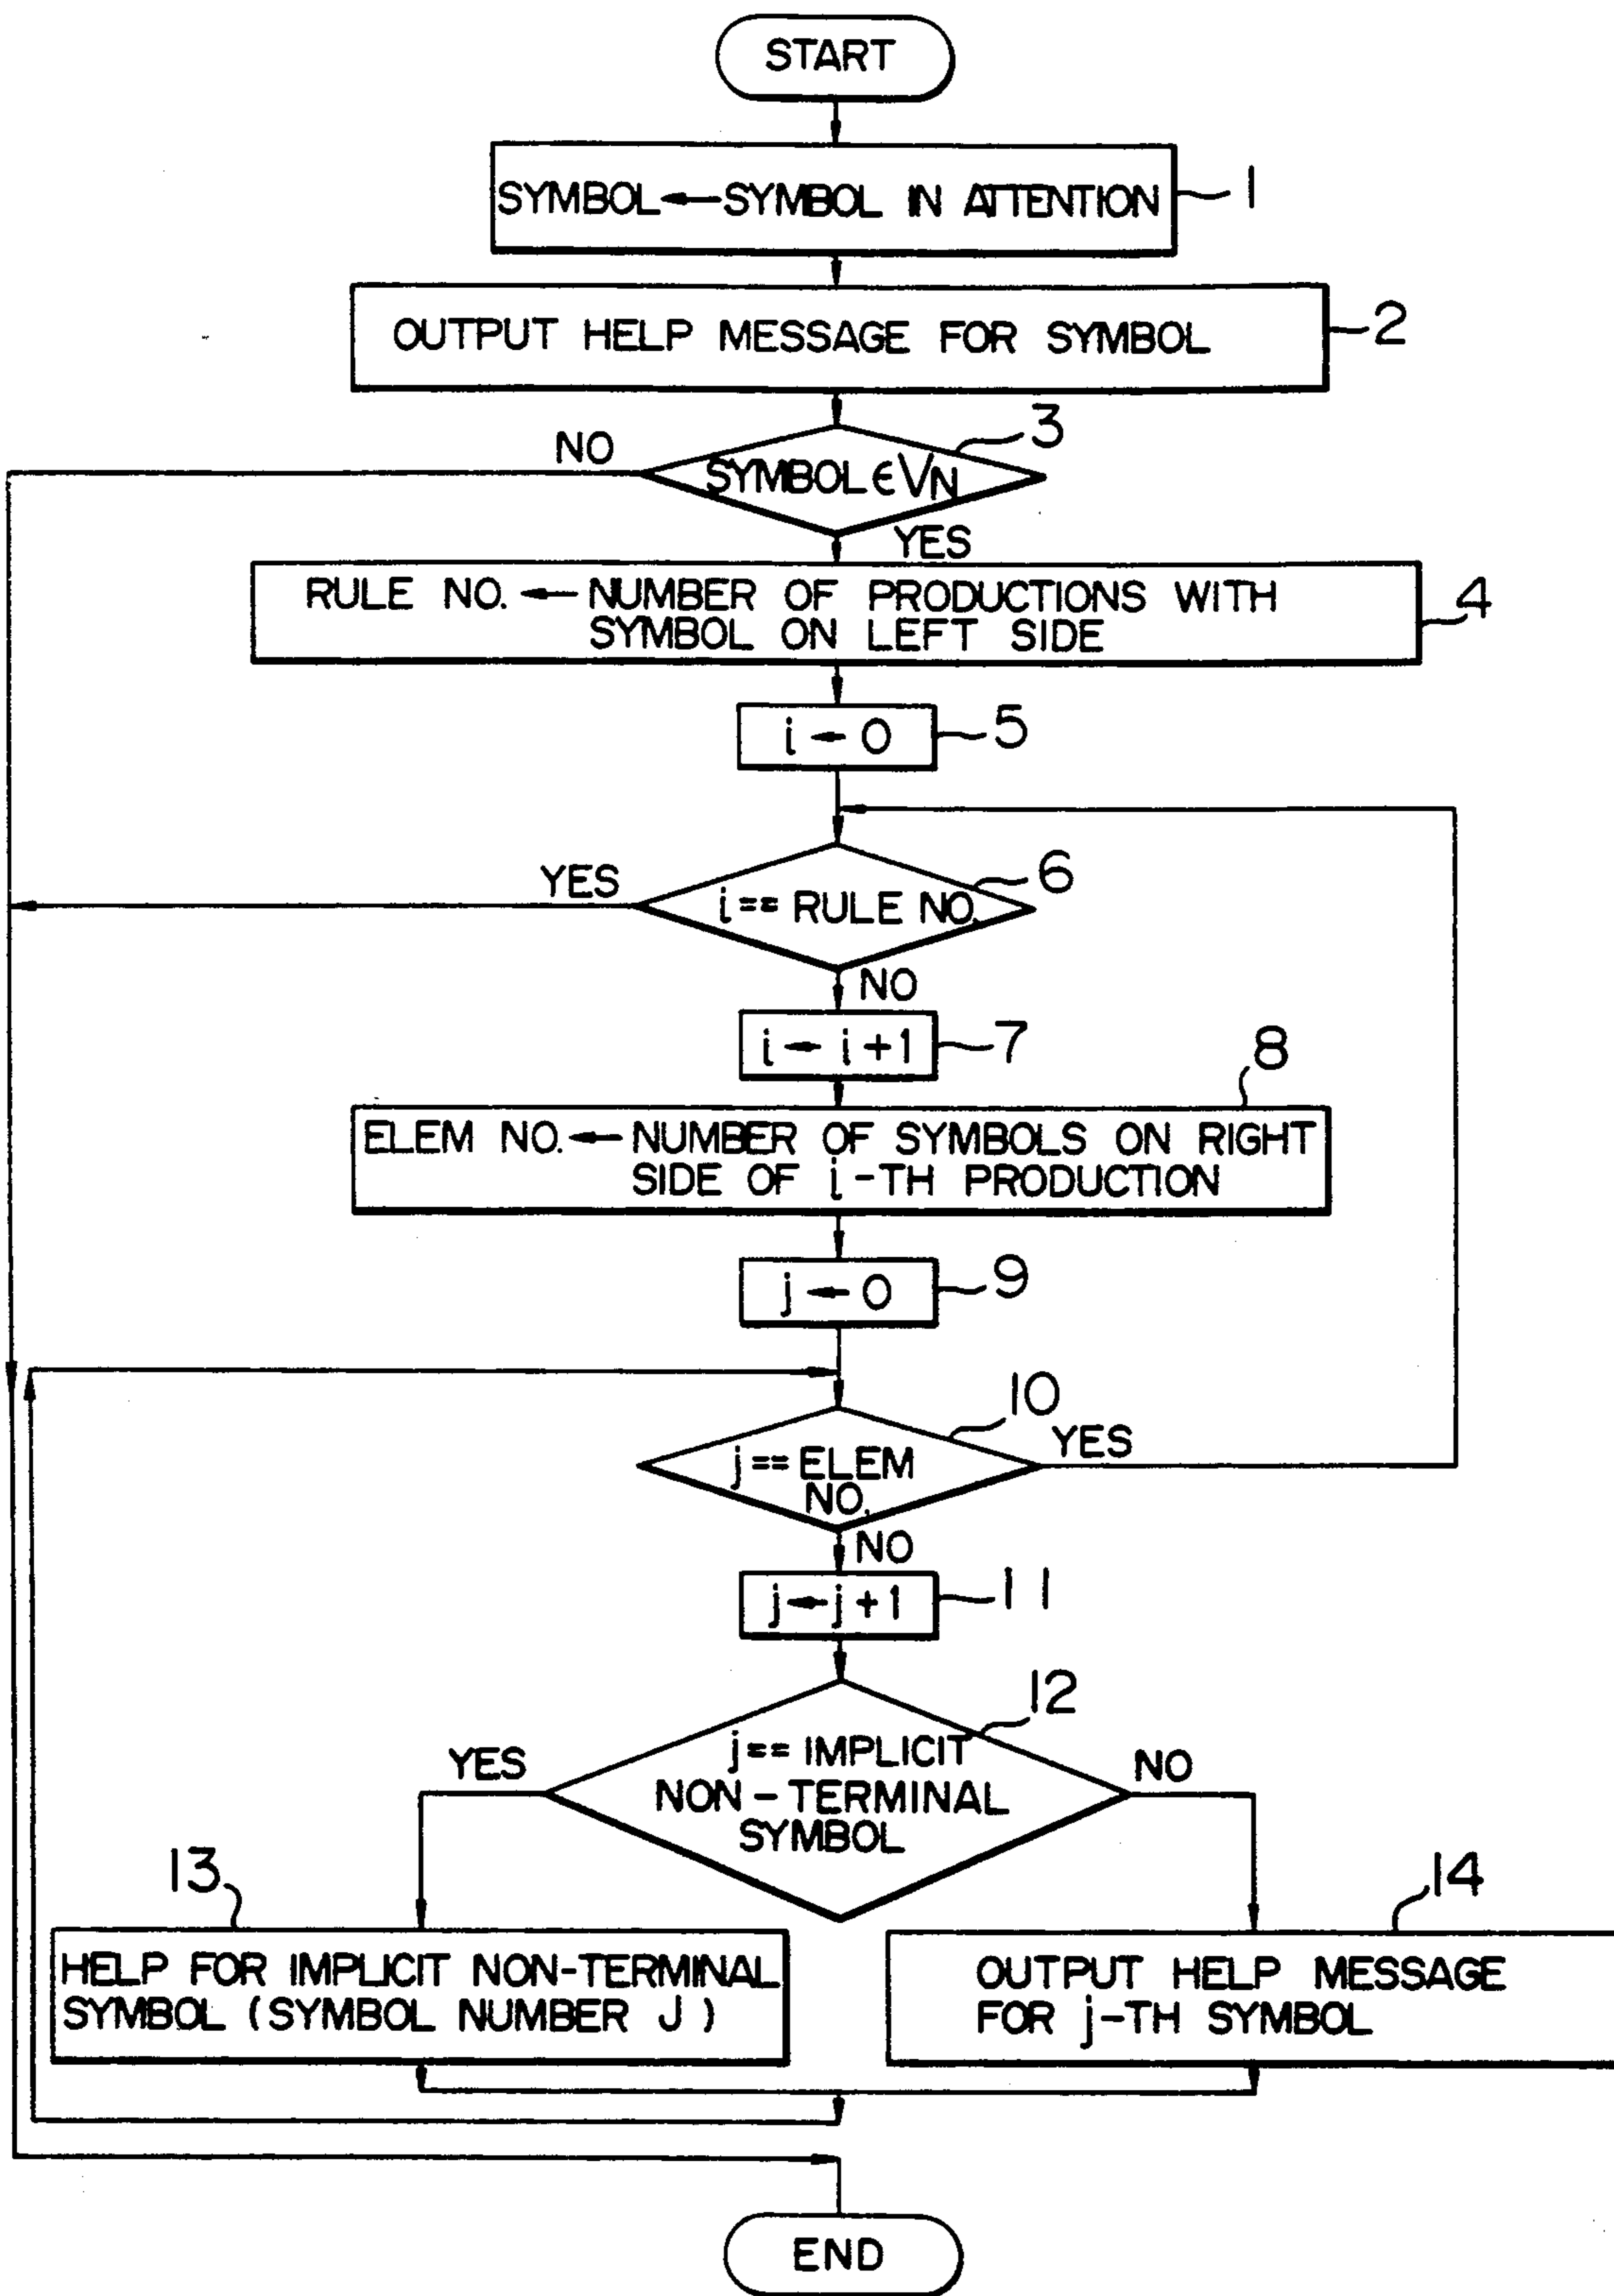 START
SYMBOL←SYMBOL IN ATTENTION
1
OUTPUT HELP MESSAGE FOR SYMBOL
2
3
NO
SYMBOL∈VN
YES
RULE NO. ← NUMBER OF PRODUCTIONS WITH
SYMBOL ON LEFT SIDE
4
i ← 0
5
YES
6
i == RULE NO.
NO
i ← i + 1
7
8
ELEM NO. ← NUMBER OF SYMBOLS ON RIGHT
SIDE OF i-TH PRODUCTION
j ← 0
9
10
YES
j == ELEM
NO.
NO
j ← j + 1
11
12
YES
j == IMPLICIT
NON-TERMINAL
SYMBOL
NO
13
14
HELP FOR IMPLICIT NON-TERMINAL
SYMBOL (SYMBOL NUMBER J)
OUTPUT HELP MESSAGE
FOR j-TH SYMBOL
END